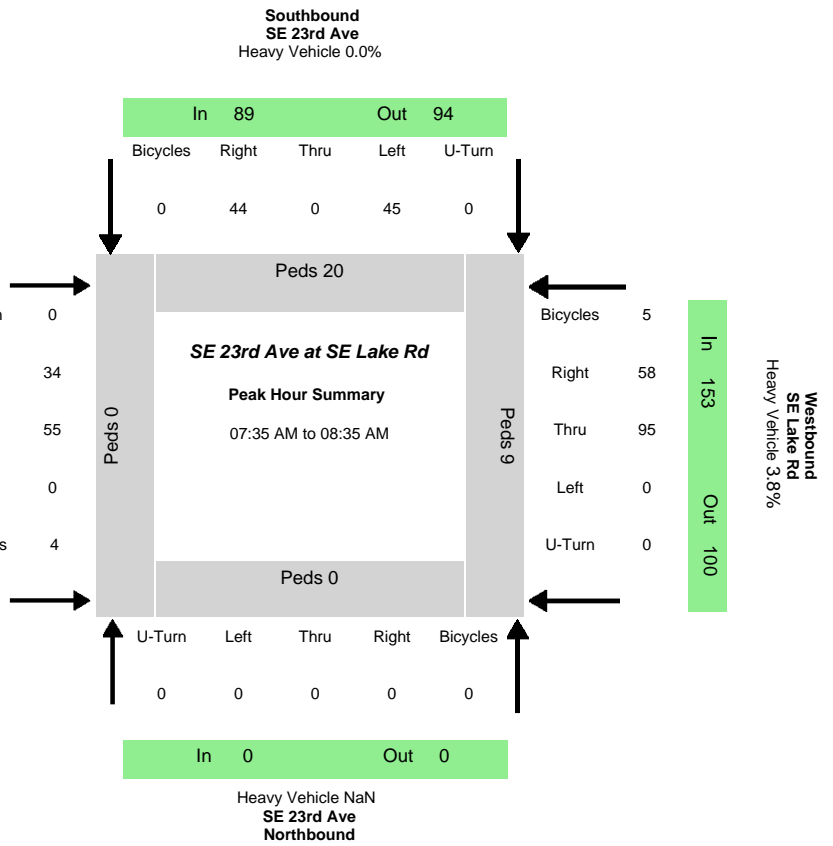 Southbound
SE 23rd Ave
Heavy Vehicle 0.0%
In 89 Out 94
Bicycles Right Thru Left U-Turn
0 44 0 45 0
Peds 20
0
34
55
0
4
Peds 0
SE 23rd Ave at SE Lake Rd
Peak Hour Summary
07:35 AM to 08:35 AM
Peds 9
Bicycles 5
Right 58
Thru 95
Left 0
U-Turn 0
In 153 Out 100
Westbound
SE Lake Rd
Heavy Vehicle 3.8%
Peds 0
U-Turn Left Thru Right Bicycles
0 0 0 0 0
In 0 Out 0
Heavy Vehicle NaN
SE 23rd Ave
Northbound